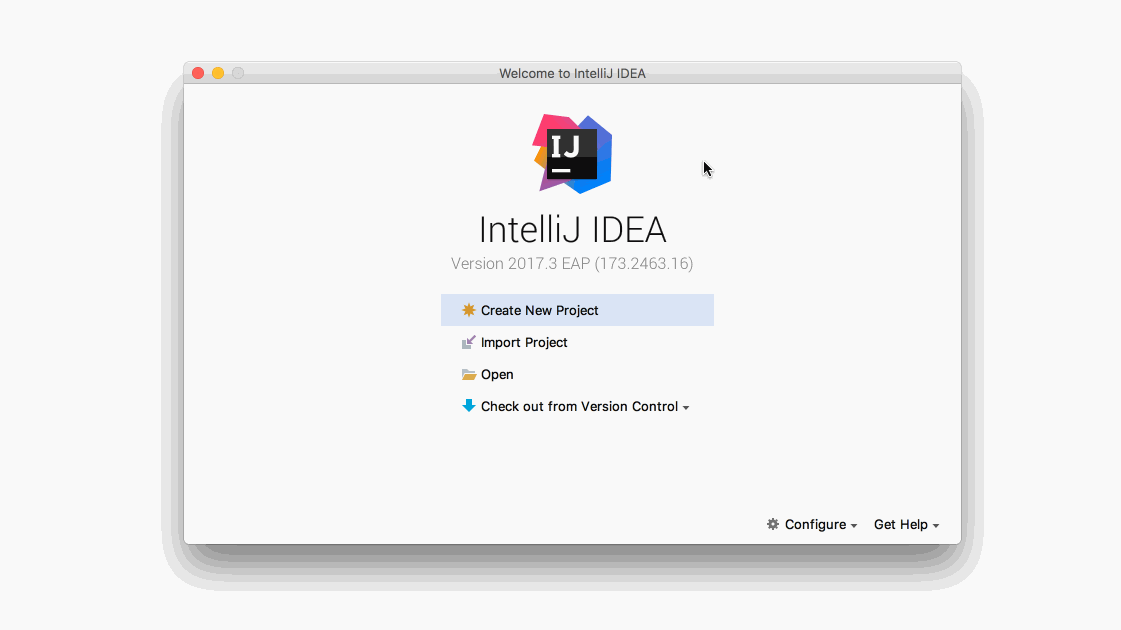 Welcome to IntelliJ IDEA
IJ
IntelliJ IDEA
Version 2017.3 EAP (173.2463.16)
Create New Project
Import Project
Open
Check out from Version Control
Configure Get Help